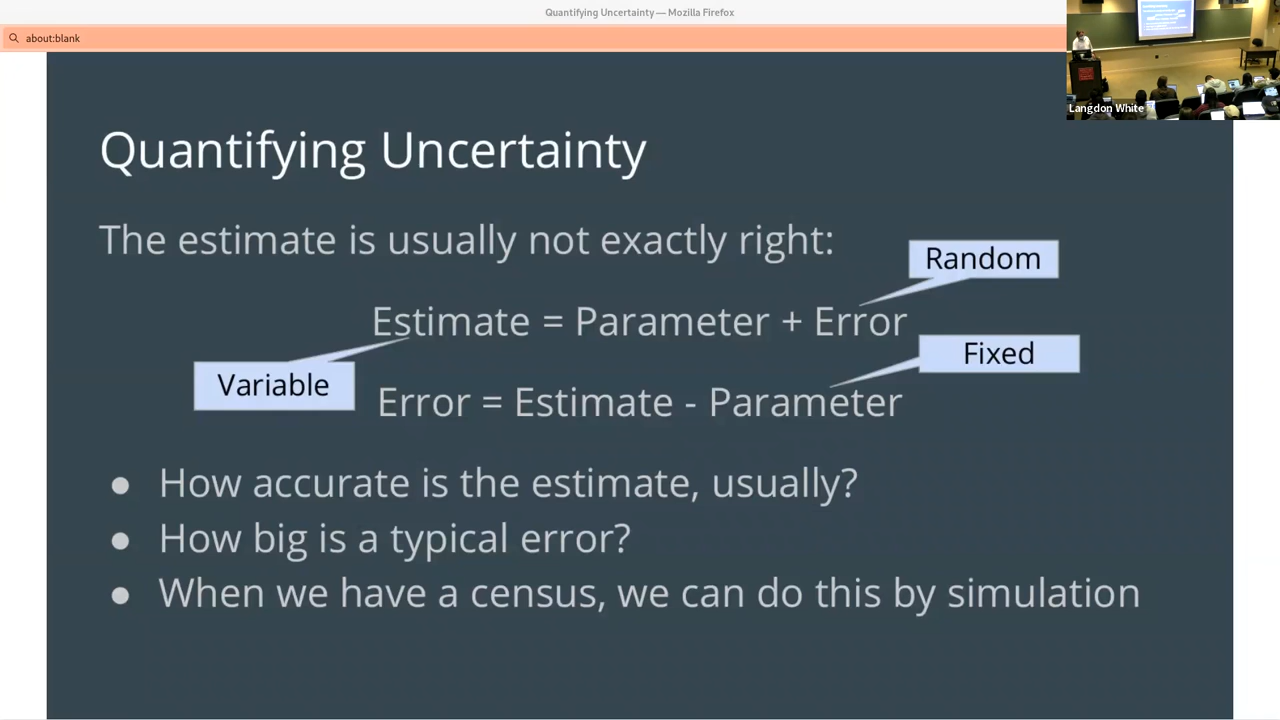 Quantifying Uncertainty — Mozilla Firefox
about:blank
Langdon White
Quantifying Uncertainty
The estimate is usually not exactly right:
Random
Estimate = Parameter + Error
Fixed
Variable
Error = Estimate - Parameter
● How accurate is the estimate, usually?
● How big is a typical error?
● When we have a census, we can do this by simulation